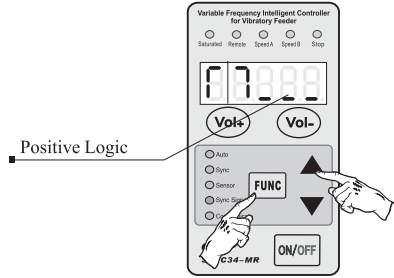 Variable Frequency Intelligent Controller
for Vibratory Feeder
Saturated Remote Speed A Speed B Stop
Vol+ Vol-
Positive Logic
Auto
Sync
Sensor
FUNC
Sync
C34-MR
ON/OFF